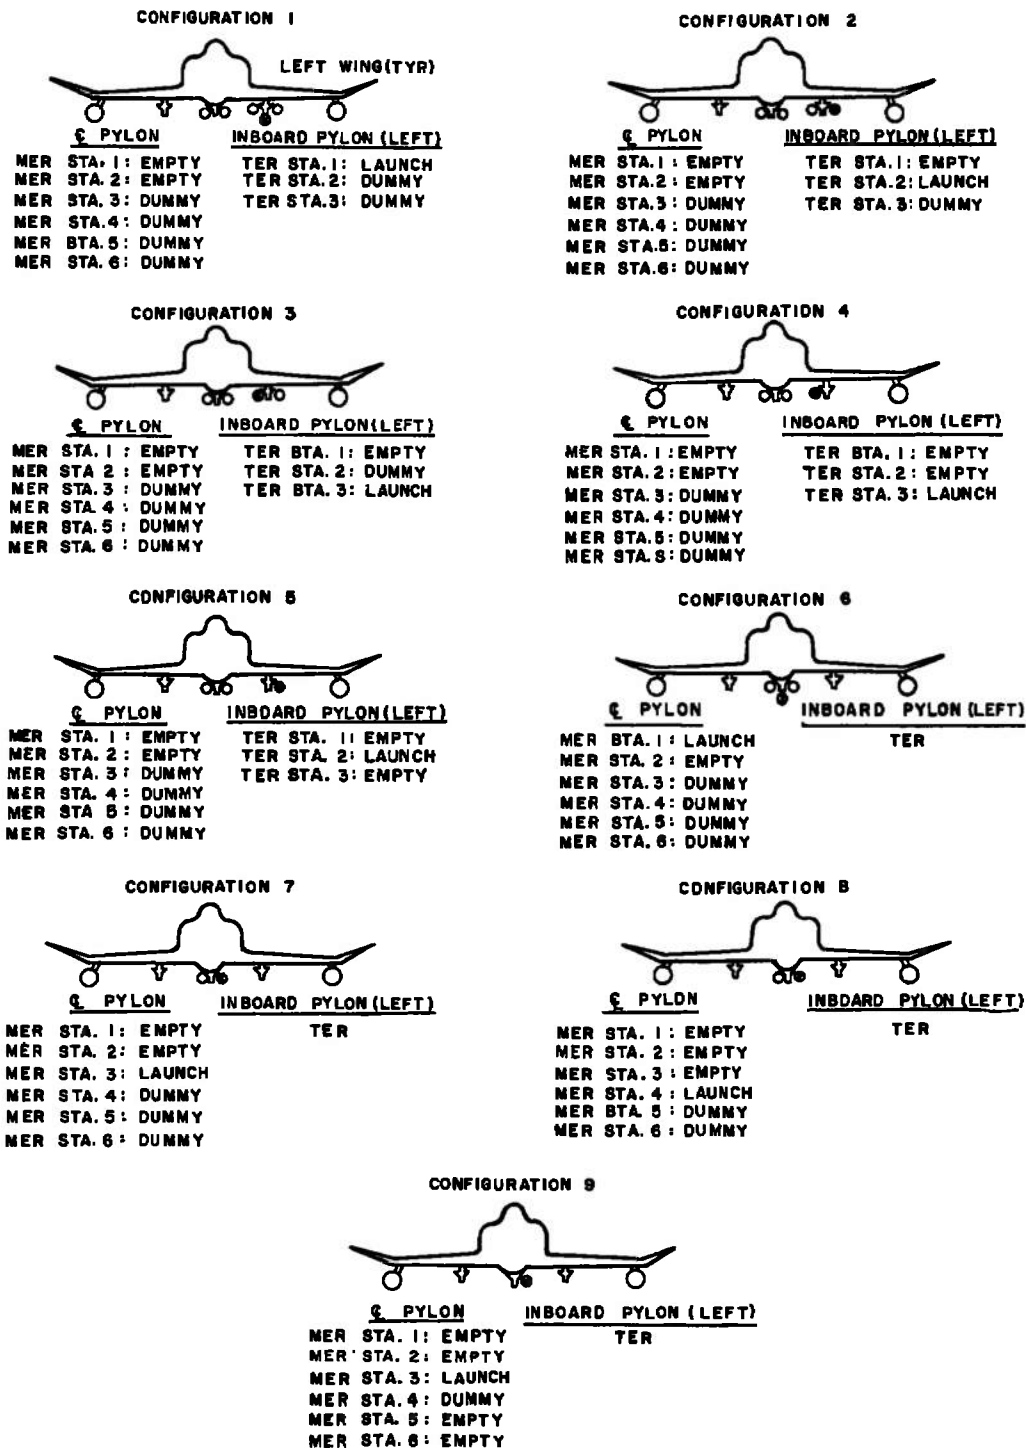 CONFIGURATION 1
LEFT WING(TYR)
℄ PYLON
MER STA. 1: EMPTY
MER STA. 2: EMPTY
MER STA. 3: DUMMY
MER STA. 4: DUMMY
MER BTA. 5: DUMMY
MER STA. 6: DUMMY
INBOARD PYLON (LEFT)
TER STA. 1: LAUNCH
TER STA. 2: DUMMY
TER STA. 3: DUMMY
CONFIGURATION 2
℄ PYLON
MER STA. 1: EMPTY
MER STA. 2: EMPTY
MER STA. 3: DUMMY
MER STA. 4: DUMMY
MER STA. 5: DUMMY
MER STA. 6: DUMMY
INBOARD PYLON (LEFT)
TER STA. 1: EMPTY
TER STA. 2: LAUNCH
TER STA. 3: DUMMY
CONFIGURATION 3
℄ PYLON
MER STA. 1: EMPTY
MER STA 2: EMPTY
MER STA. 3: DUMMY
MER STA. 4: DUMMY
MER STA. 5: DUMMY
MER STA. 6: DUMMY
INBOARD PYLON (LEFT)
TER BTA. 1: EMPTY
TER STA. 2: DUMMY
TER BTA. 3: LAUNCH
CONFIGURATION 4
℄ PYLON
MER STA. 1: EMPTY
MER STA. 2: EMPTY
MER STA. 3: DUMMY
MER STA. 4: DUMMY
MER STA. 5: DUMMY
MER STA. S: DUMMY
INBOARD PYLON (LEFT)
TER BTA. 1: EMPTY
TER STA. 2: EMPTY
TER STA. 3: LAUNCH
CONFIGURATION 5
℄ PYLON
MER STA. 1: EMPTY
MER STA. 2: EMPTY
MER STA. 3: DUMMY
MER STA. 4: DUMMY
MER STA 5: DUMMY
MER STA. 6: DUMMY
INBOARD PYLON (LEFT)
TER STA. 1: EMPTY
TER STA. 2: LAUNCH
TER STA. 3: EMPTY
CONFIGURATION 6
℄ PYLON
MER BTA. 1: LAUNCH
MER STA. 2: EMPTY
MER STA. 3: DUMMY
MER STA. 4: DUMMY
MER STA. 5: DUMMY
MER STA. 6: DUMMY
INBOARD PYLON (LEFT)
TER
CONFIGURATION 7
℄ PYLON
MER STA. 1: EMPTY
MER STA. 2: EMPTY
MER STA. 3: LAUNCH
MER STA. 4: DUMMY
MER STA. 5: DUMMY
MER STA. 6: DUMMY
INBOARD PYLON (LEFT)
TER
CONFIGURATION 8
℄ PYLON
MER STA. 1: EMPTY
MER STA. 2: EMPTY
MER STA. 3: EMPTY
MER STA. 4: LAUNCH
MER BTA. 5: DUMMY
MER STA. 6: DUMMY
INBOARD PYLON (LEFT)
TER
CONFIGURATION 9
℄ PYLON
MER STA. 1: EMPTY
MER STA. 2: EMPTY
MER STA. 3: LAUNCH
MER STA. 4: DUMMY
MER STA. 5: EMPTY
MER STA. 6: EMPTY
INBOARD PYLON (LEFT)
TER